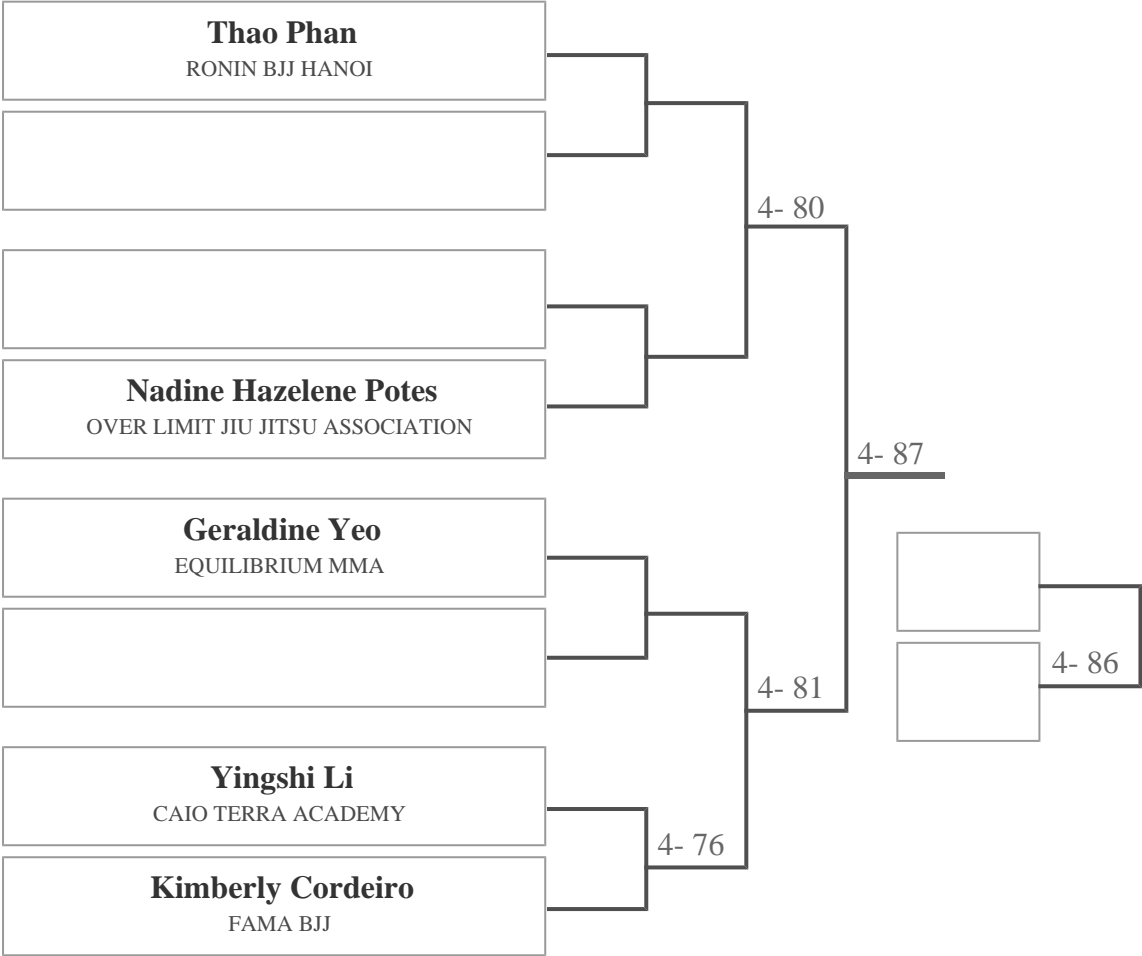 Thao Phan
RONIN BJJ HANOI
4- 80
Nadine Hazelene Potes
OVER LIMIT JIU JITSU ASSOCIATION
4- 87
Geraldine Yeo
EQUILIBRIUM MMA
4- 86
4- 81
Yingshi Li
CAIO TERRA ACADEMY
4- 76
Kimberly Cordeiro
FAMA BJJ